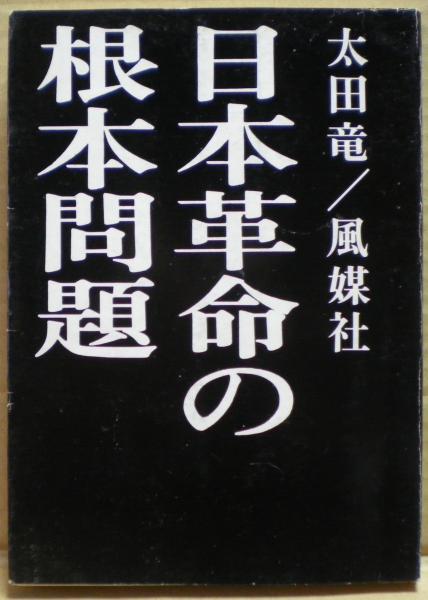 太田竜／風媒社
日本革命の
根本問題